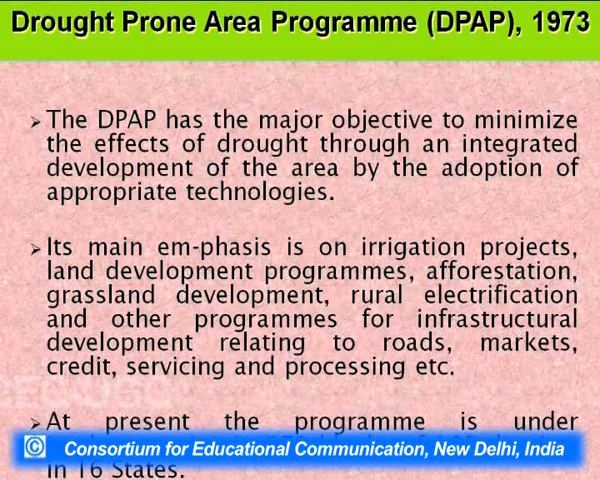 Drought Prone Area Programme (DPAP), 1973
➢ The DPAP has the major objective to minimize
the effects of drought through an integrated
development of the area by the adoption of
appropriate technologies.
➢ Its main em-phasis is on irrigation projects,
land development programmes, afforestation,
grassland development, rural electrification
and other programmes for infrastructural
development relating to roads, markets,
credit, servicing and processing etc.
➢ At present the programme is under
© Consortium for Educational Communication, New Delhi, India
in 16 States.